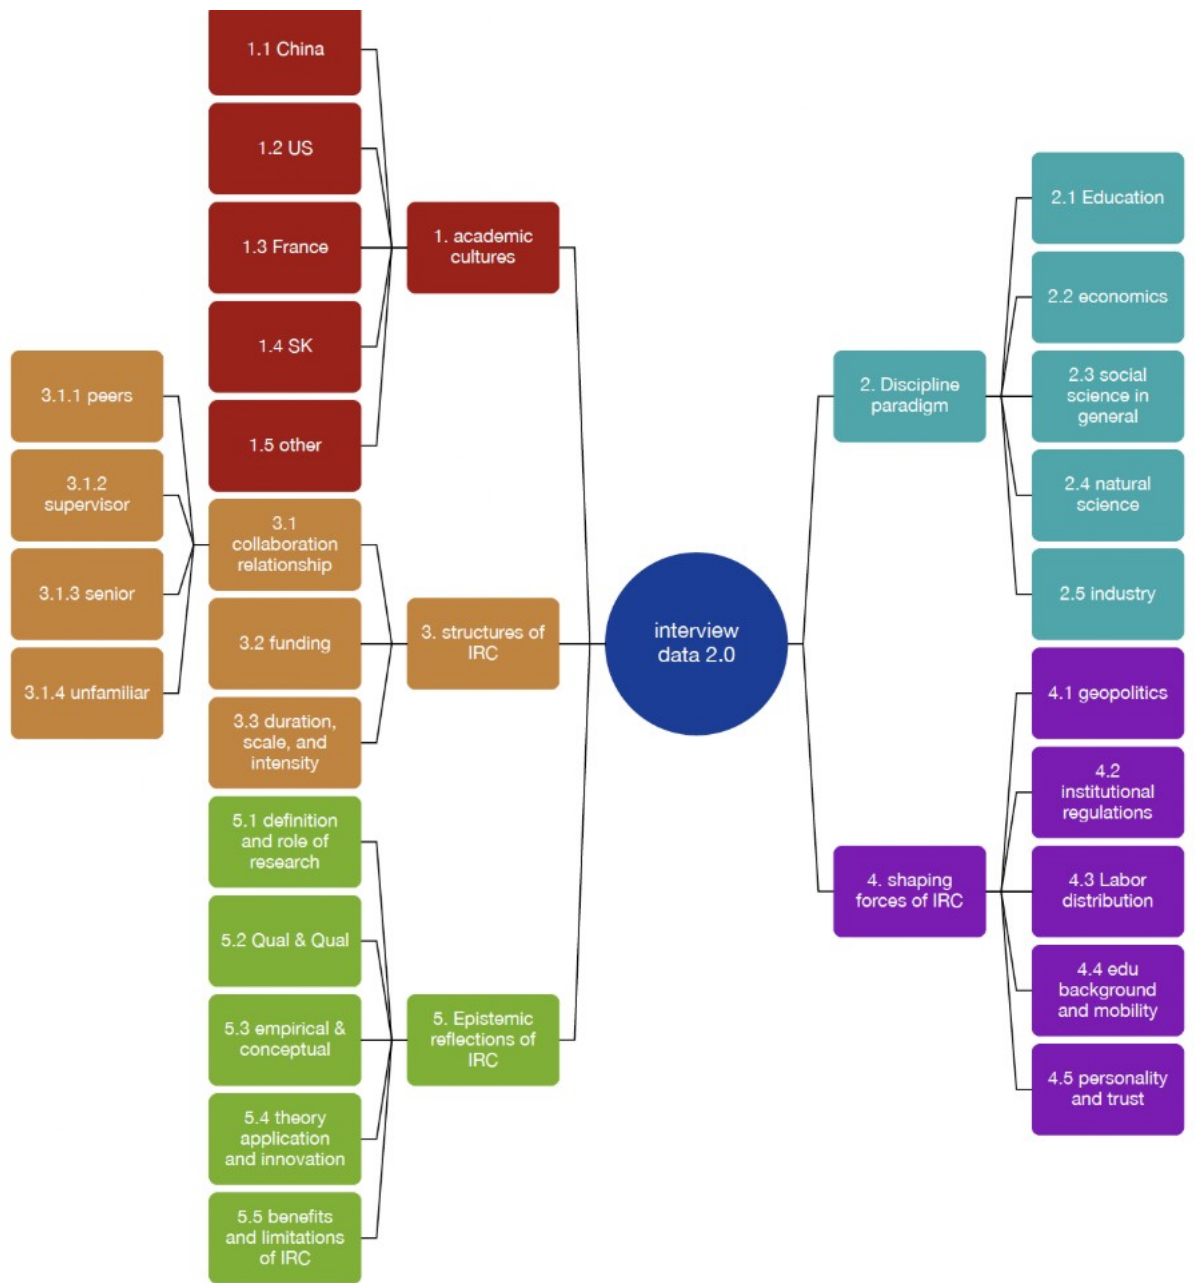 1.1 China
1.2 US
1.3 France
1.4 SK
1.5 other
1. academic
cultures
3.1.1 peers
3.1.2
supervisor
3.1.3 senior
3.1.4 unfamiliar
3.1
collaboration
relationship
3.2 funding
3.3 duration,
scale, and
intensity
3. structures of
IRC
5.1 definition
and role of
research
5.2 Qual & Qual
5.3 empirical &
conceptual
5.4 theory
application
and innovation
5.5 benefits
and limitations
of IRC
5. Epistemic
reflections of
IRC
interview
data 2.0
2. Discipline
paradigm
2.1 Education
2.2 economics
2.3 social
science in
general
2.4 natural
science
2.5 industry
4. shaping
forces of IRC
4.1 geopolitics
4.2
institutional
regulations
4.3 Labor
distribution
4.4 edu
background
and mobility
4.5 personality
and trust